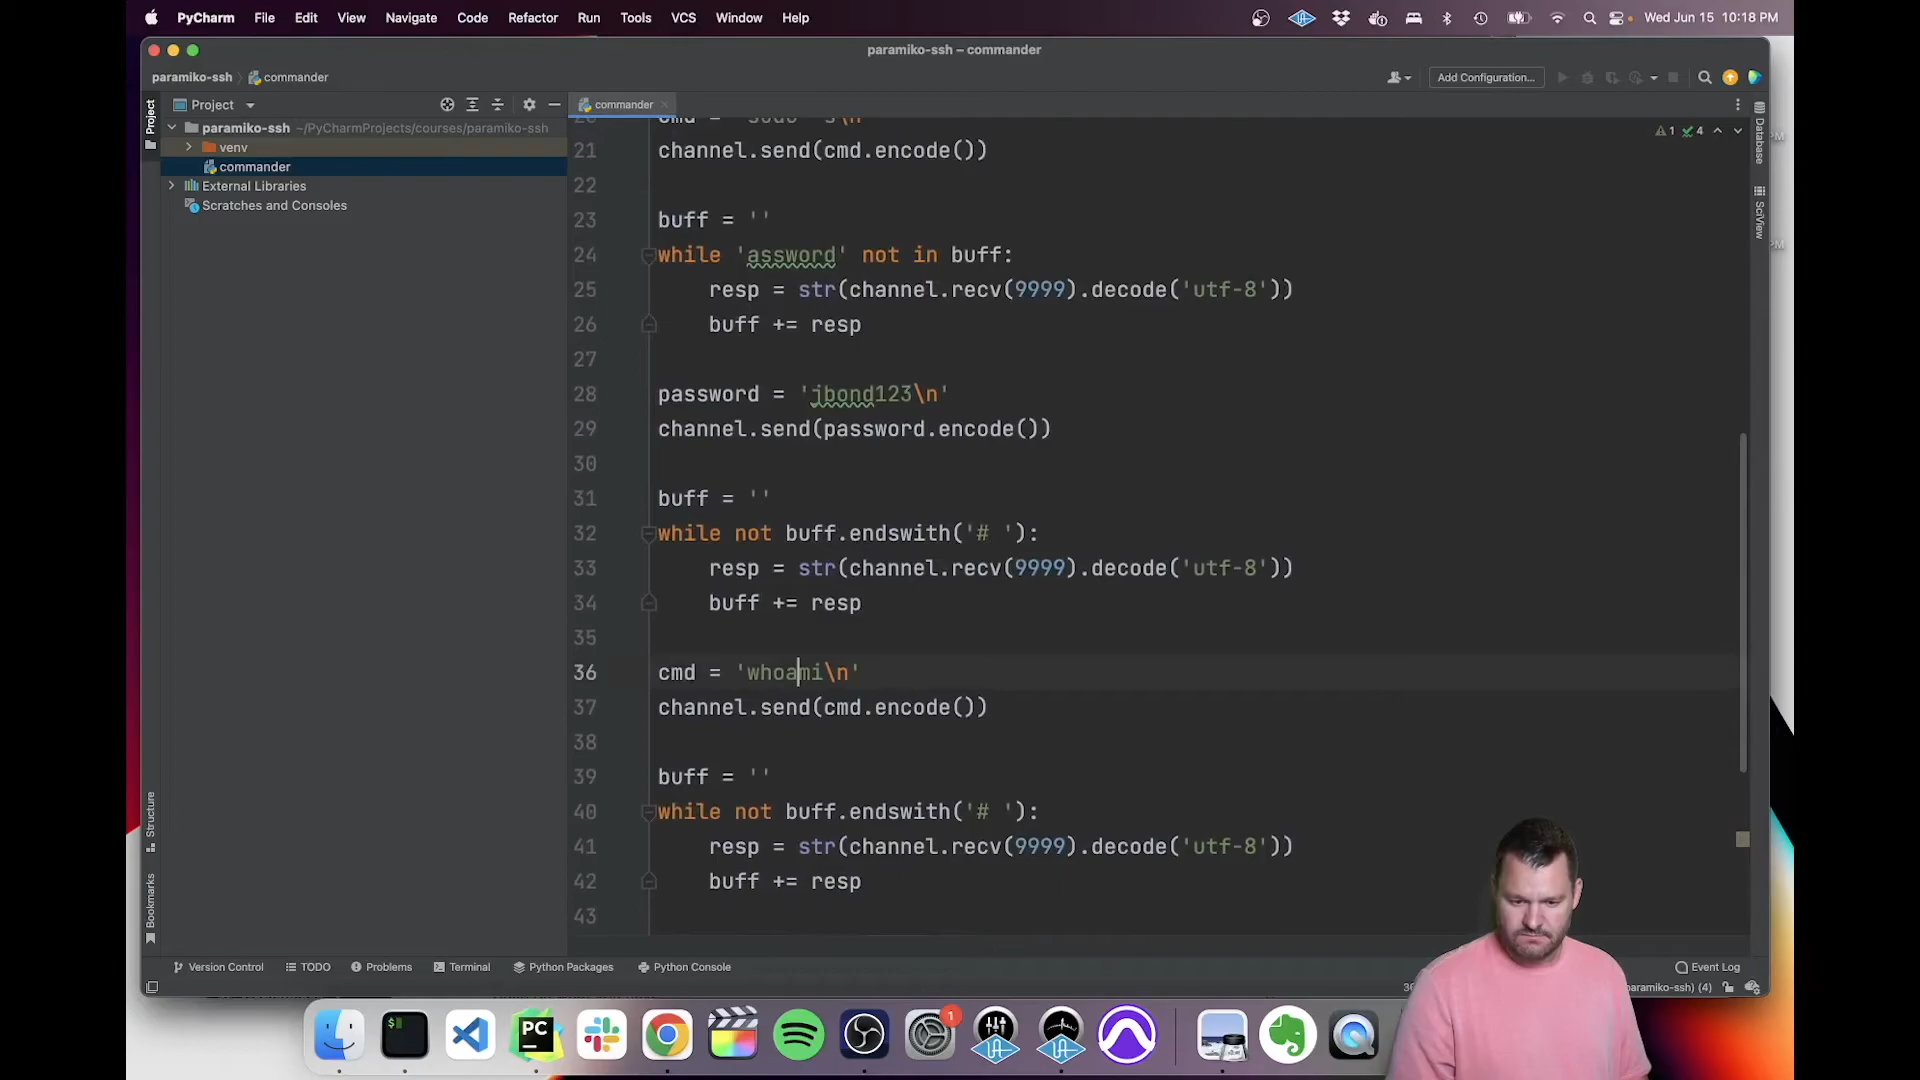 PyCharm File Edit View Navigate Code Refactor Run Tools VCS Window Help Wed Jun 15 10:18 PM
paramiko-ssh – commander
paramiko-ssh commander Add Configuration...
Project
commander
paramiko-ssh ~/PyCharmProjects/courses/paramiko-ssh
venv
commander
External Libraries
Scratches and Consoles
Project
Structure
Bookmarks
1 4
Database
SciView
21 channel.send(cmd.encode())
22
23 buff = ''
24 while 'assword' not in buff:
25 resp = str(channel.recv(9999).decode('utf-8'))
26 buff += resp
27
28 password = 'jbond123\n'
29 channel.send(password.encode())
30
31 buff = ''
32 while not buff.endswith('# '):
33 resp = str(channel.recv(9999).decode('utf-8'))
34 buff += resp
35
36 cmd = 'whoami\n'
37 channel.send(cmd.encode())
38
39 buff = ''
40 while not buff.endswith('# '):
41 resp = str(channel.recv(9999).decode('utf-8'))
42 buff += resp
43
Version Control TODO Problems Terminal Python Packages Python Console Event Log
paramiko-ssh) (4)
PC
1